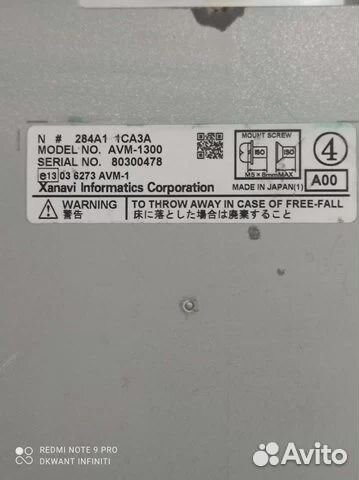 N # 284A1 1CA3A
MODEL NO. AVM-1300
SERIAL NO. 80300478
e13 03 6273 AVM-1
Xanavi Informatics Corporation
MOUNT SCREW
ISO ISO
M5×8mmMAX
MADE IN JAPAN(1)
4
A00
WARNING
警告
TO THROW AWAY IN CASE OF FREE-FALL
床に落とした場合は廃棄すること
REDMI NOTE 9 PRO
DKWANT INFINITI
Avito